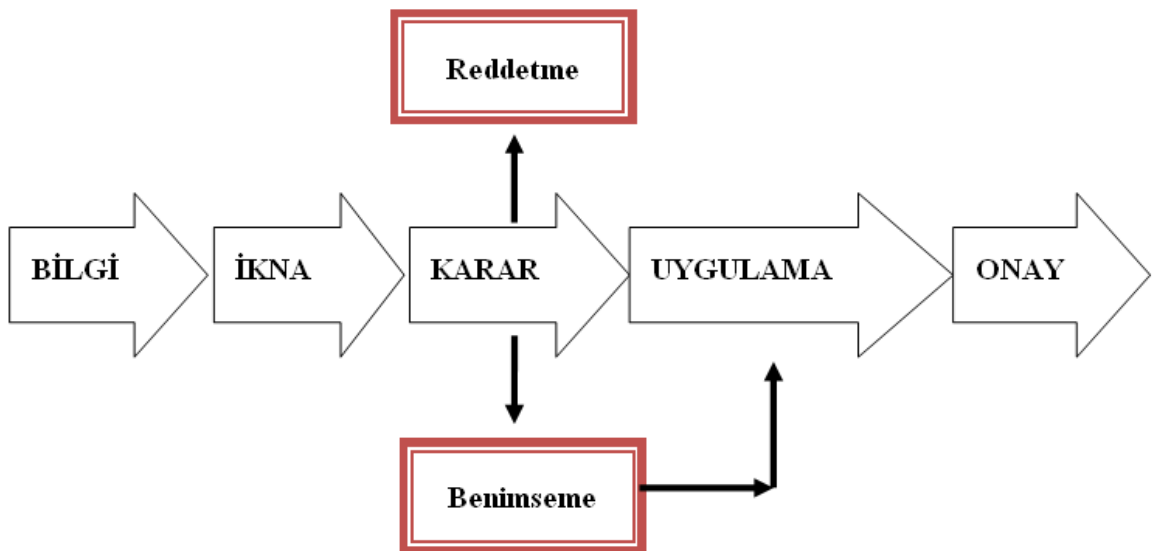 Reddetme
BİLGİ
İKNA
KARAR
UYGULAMA
ONAY
Benimseme